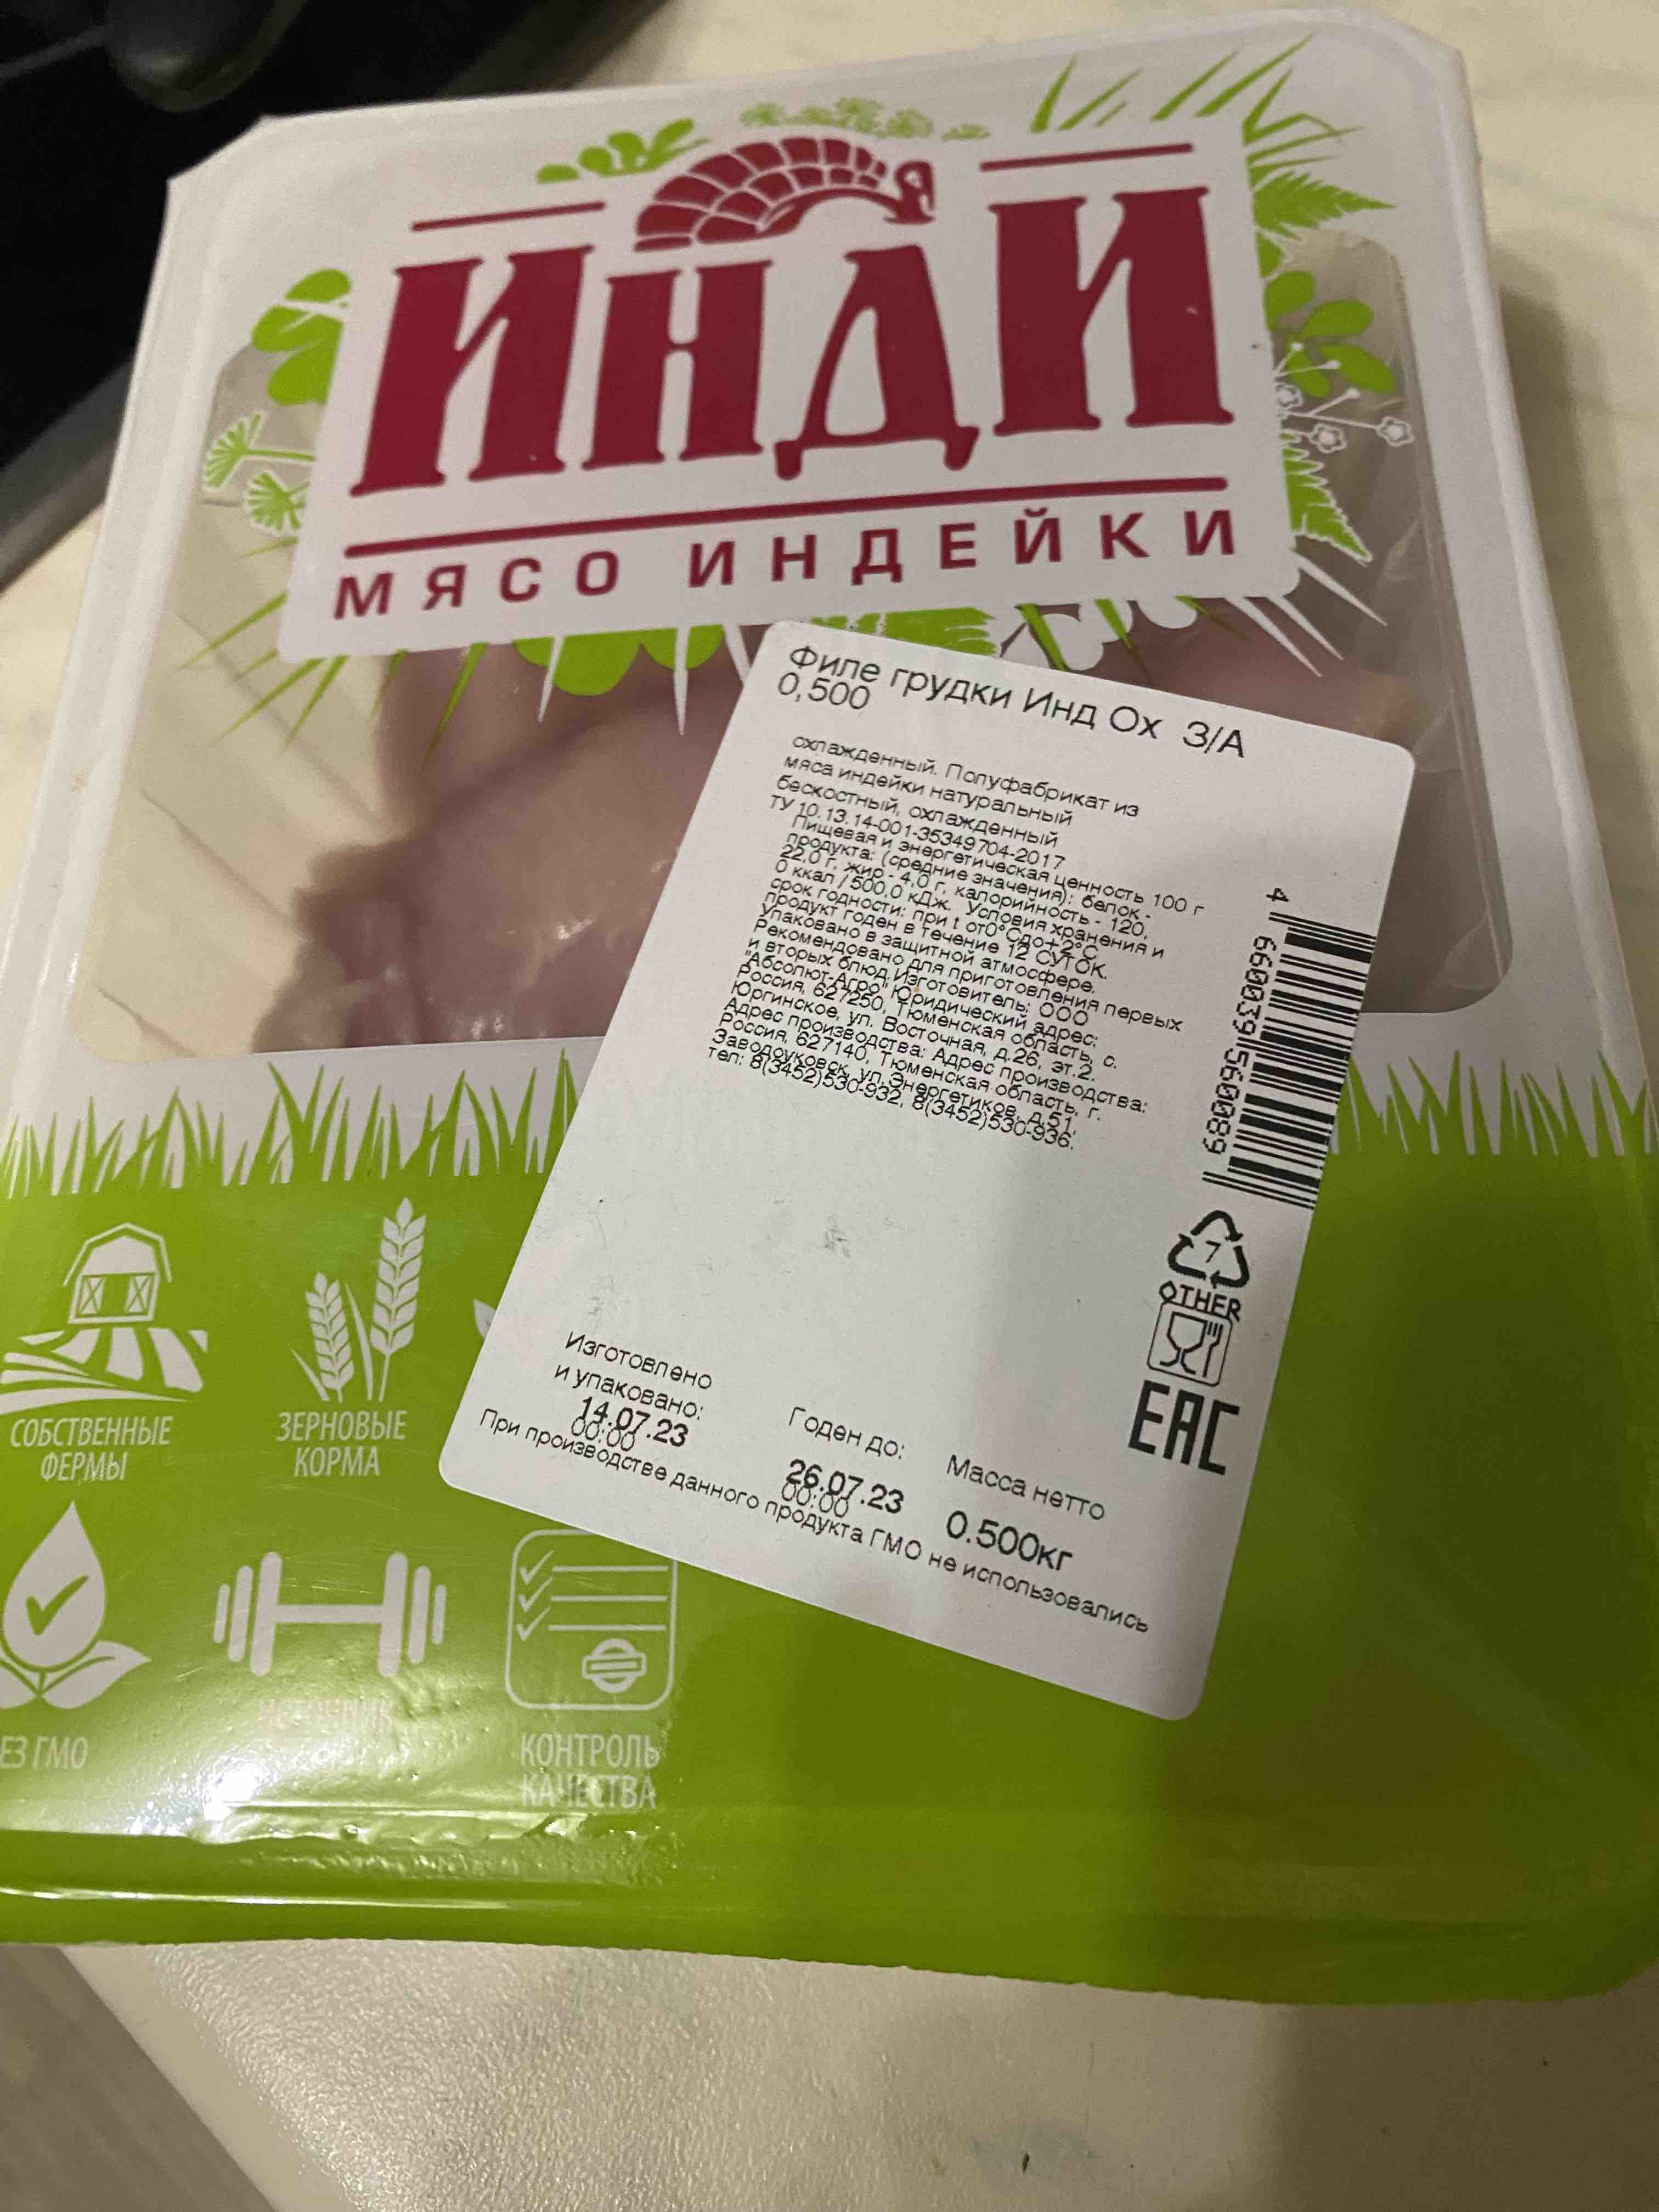 ИНДИ
МЯСО ИНДЕЙКИ
Филе грудки Инд Ох З/А
0,500
охлажденный. Полуфабрикат из
мяса индейки натуральный
бескостный, охлажденный
ТУ 10.13.14-001-35349704-2017
Пищевая и энергетическая ценность 100 г
продукта: (средние значения): белок -
22,0 г, жир - 4,0 г, калорийность - 120,
0 ккал / 500,0 кДж. Условия хранения и
срок годности: при t от0°Сдо+2°С
продукт годен в течение 12 СУТОК.
Упаковано в защитной атмосфере.
Рекомендовано для приготовления первых
и вторых блюд.Изготовитель: ООО
"Абсолют-Агро" Юридический адрес:
Россия, 627250, Тюменская область, с.
Юргинское, ул. Восточная, д.26, эт.2.
Адрес производства: Адрес производства:
Россия, 627140, Тюменская область, г.
Заводоуковск, ул.Энергетиков, д.51,
тел: 8(3452)530-932, 8(3452)530-936.
4 660039 560089
7
OTHER
EAC
Изготовлено
и упаковано:
14.07.23
00:00
Годен до:
26.07.23
00:00
Масса нетто
0.500кг
При производстве данного продукта ГМО не использовались
СОБСТВЕННЫЕ
ФЕРМЫ
ЗЕРНОВЫЕ
КОРМА
ЕЗ ГМО
ИСТОЧНИК
КОНТРОЛЬ
КАЧЕСТВА